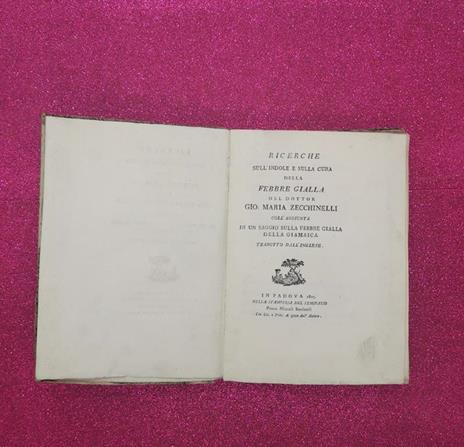 RICERCHE
SULL'INDOLE E SULLA CURA
DELLA
FEBBRE GIALLA
DEL DOTTOR
GIO: MARIA ZECCHINELLI
COLL'AGGIUNTA
DI UN SAGGIO SULLA FEBBRE GIALLA
DELLA GIAMAICA
TRADOTTO DALL'INGLESE.
IN PADOVA
NELLA STAMPERIA DEL SEMINARIO